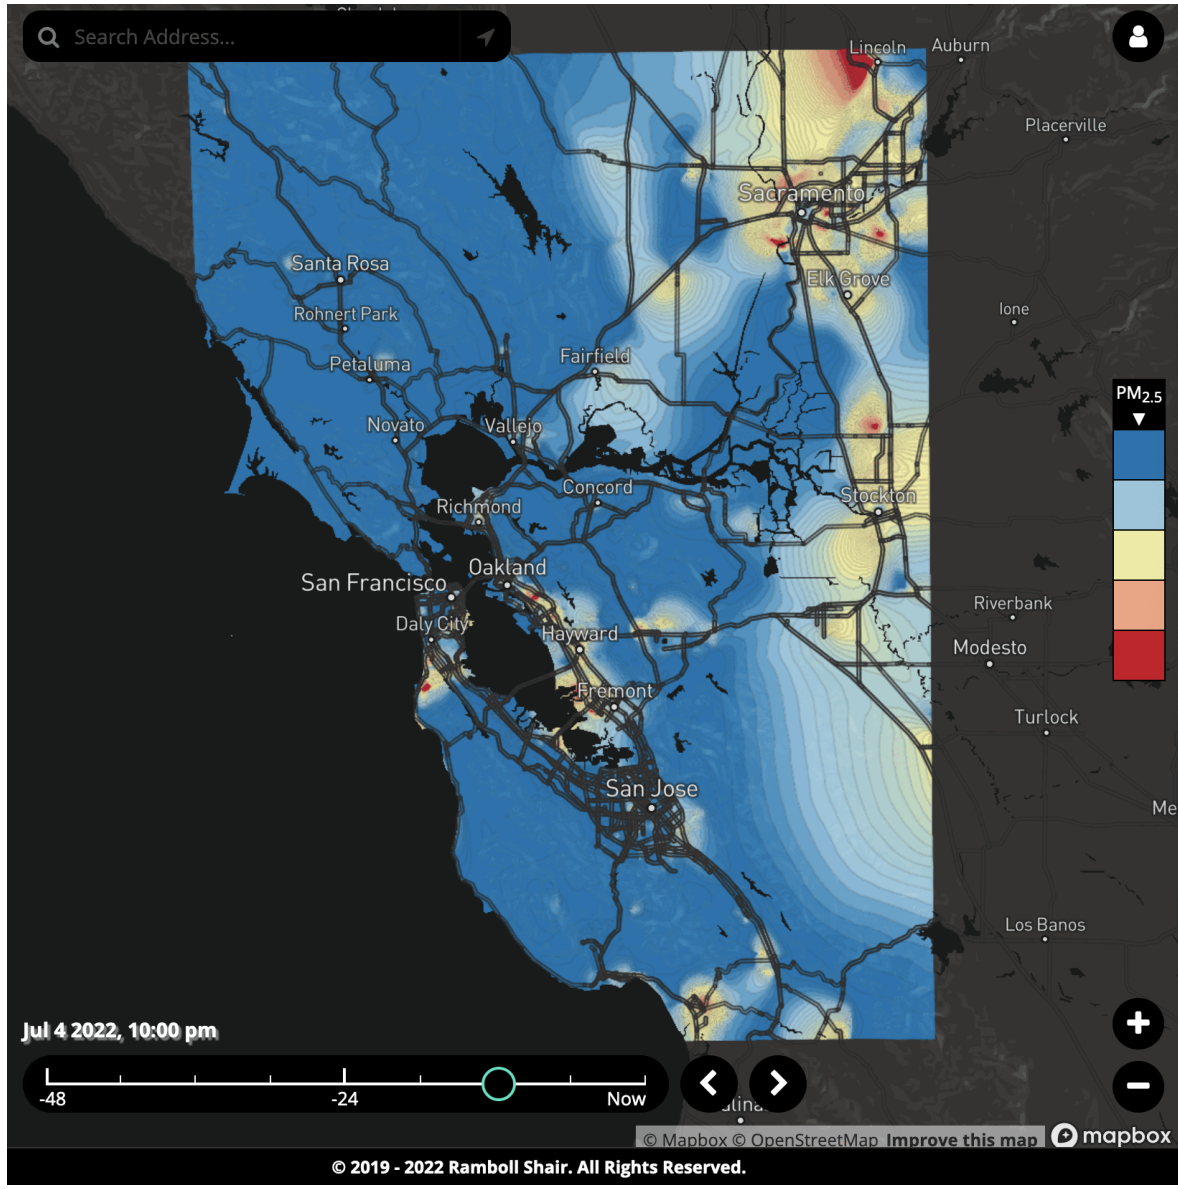 Search Address...
Lincoln
Auburn
Placerville
Sacramento
Santa Rosa
Elk Grove
Rohnert Park
Ione
Fairfield
Petaluma
PM2.5
Novato
Vallejo
Concord
Stockton
Richmond
Oakland
San Francisco
Riverbank
Daly City
Hayward
Modesto
Fremont
Turlock
San Jose
Me
Los Banos
Jul 4 2022, 10:00 pm
-48
-24
Now
© Mapbox © OpenStreetMap Improve this map
mapbox
© 2019 - 2022 Ramboll Shair. All Rights Reserved.